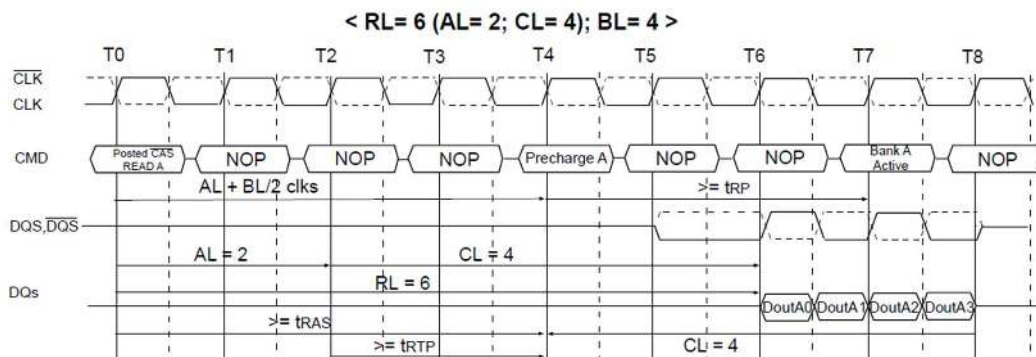 < RL= 6 (AL= 2; CL= 4); BL= 4 >
T0 T1 T2 T3 T4 T5 T6 T7 T8
CLK
CLK
CMD
Posted CAS
READ A
NOP
NOP
NOP
Precharge A
NOP
NOP
Bank A
Active
NOP
AL + BL/2 clks
>= tRP
DQS,DQS
AL = 2
CL = 4
RL = 6
DQs
DoutA0 DoutA1 DoutA2 DoutA3
>= tRAS
CL = 4
>= tRTP